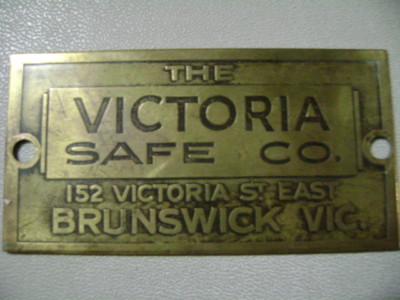 THE
VICTORIA
SAFE CO.
152 VICTORIA ST EAST
BRUNSWICK VIC.